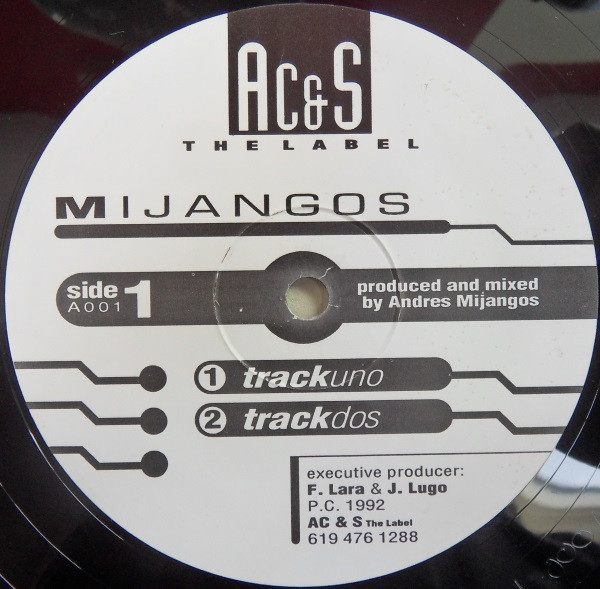 AC&S
THE LABEL
MIJANGOS
side 1
A001
produced and mixed
by Andres Mijangos
1 trackuno
2 trackdos
executive producer:
F. Lara & J. Lugo
P.C. 1992
AC & S The Label
619 476 1288